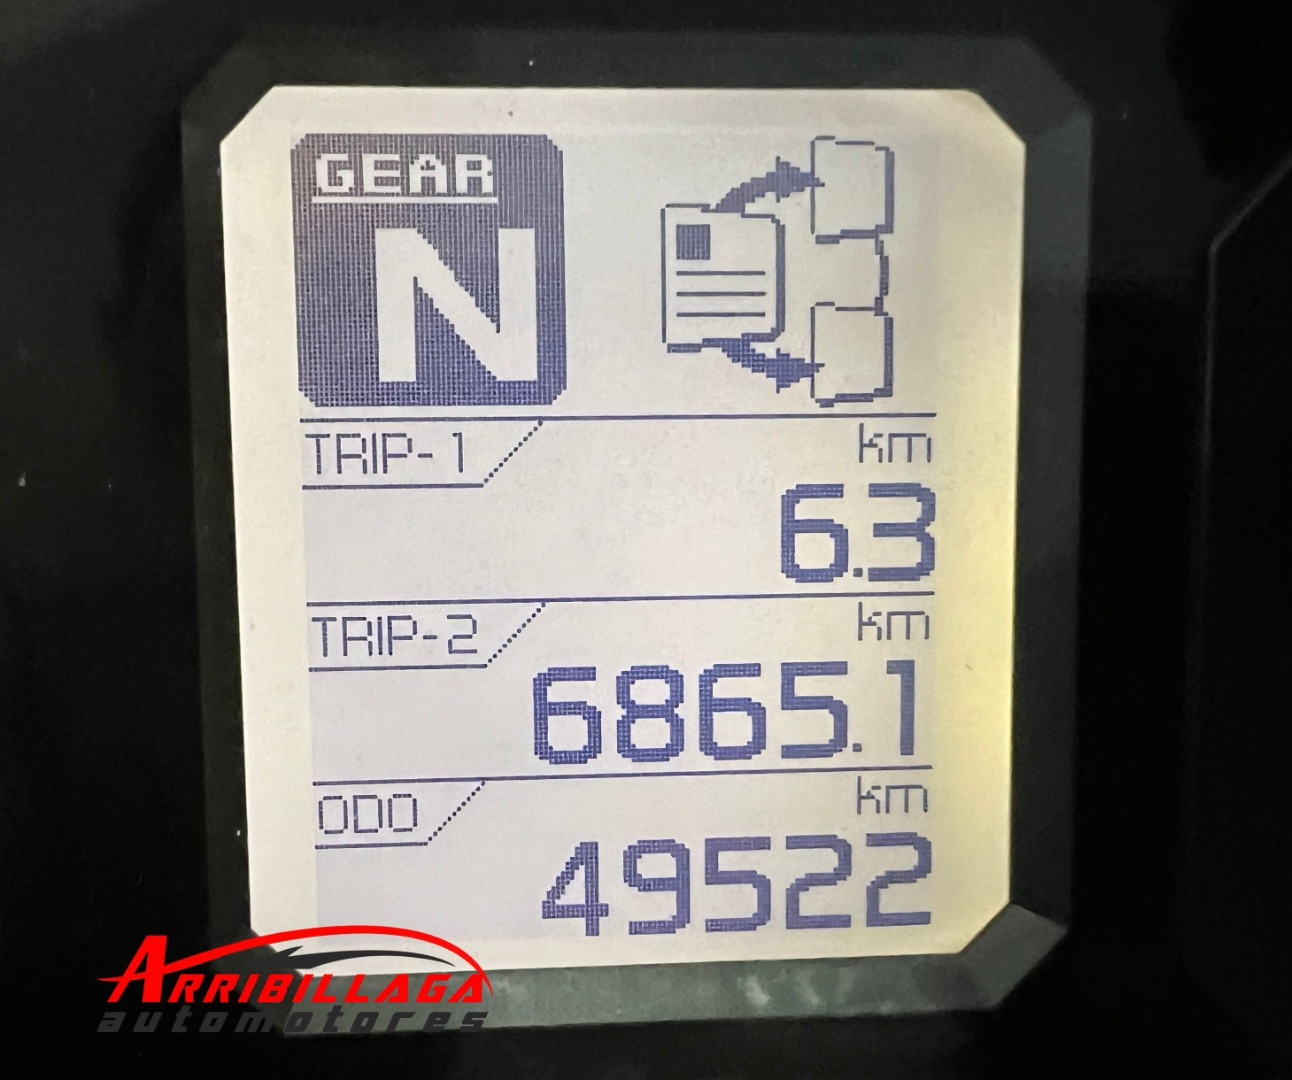 GEAR
N
TRIP-1
km
6.3
TRIP-2
km
6865.1
ODO
km
49522
ARRIBILLAGA
automotores